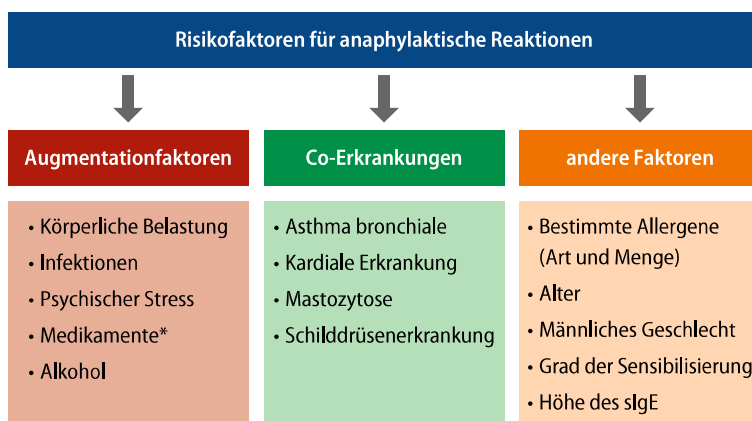 Risikofaktoren für anaphylaktische Reaktionen
Augmentationfaktoren
• Körperliche Belastung
• Infektionen
• Psychischer Stress
• Medikamente*
• Alkohol
Co-Erkrankungen
• Asthma bronchiale
• Kardiale Erkrankung
• Mastozytose
• Schilddrüsenerkrankung
andere Faktoren
• Bestimmte Allergene
(Art und Menge)
• Alter
• Männliches Geschlecht
• Grad der Sensibilisierung
• Höhe des sIgE